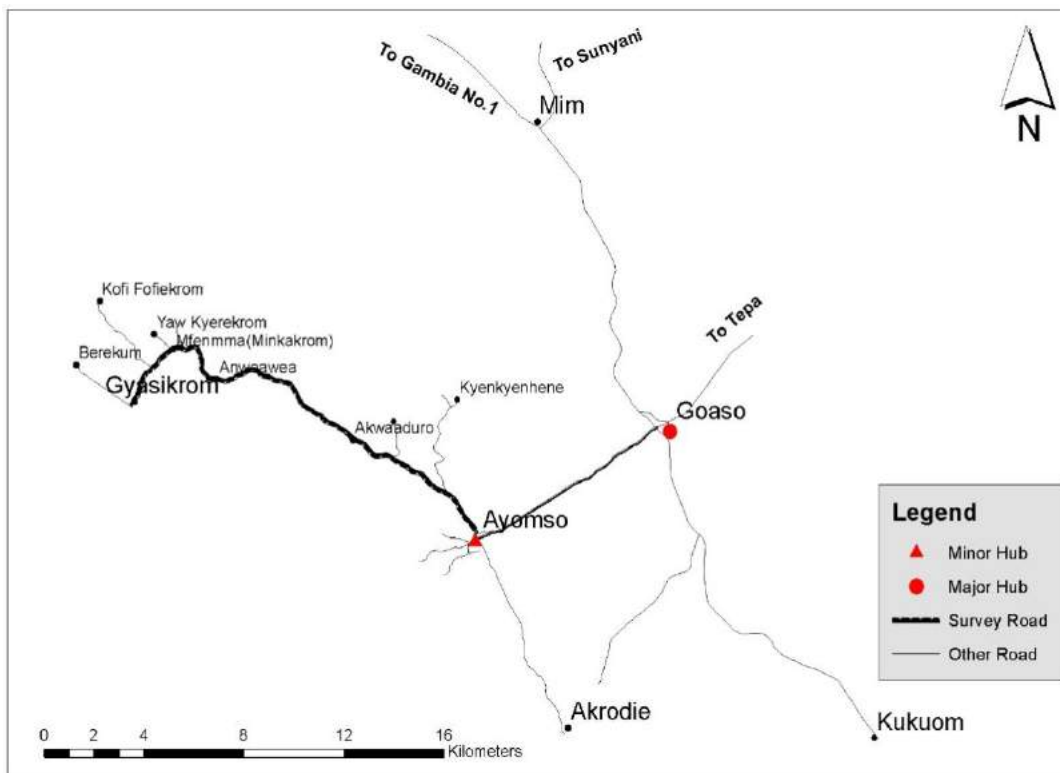 To Gambia No.1
To Sunyani
Mim
N
Kofi Fofiekrom
Yaw Kyerekrom
Mfenmma(Minkakrom)
Berekum
Anweawea
Gyasikrom
To Tepa
Kyenkyenhene
Goaso
Akwaaduro
Ayomso
Legend
Minor Hub
Major Hub
Survey Road
Other Road
Akrodie
Kukuom
0 2 4 8 12 16
Kilometers